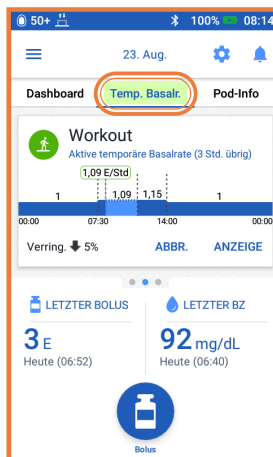 50+ 100% 08:14
23. Aug.
Dashboard Temp. Basalr. Pod-Info
Workout
Aktive temporäre Basalrate (3 Std. übrig)
1,09 E/Std
1 1,09 1,15 1
00:00 07:30 14:00 00:00
Verring. 5% ABBR. ANZEIGE
LETZTER BOLUS LETZTER BZ
3 E 92 mg/dL
Heute (06:52) Heute (06:40)
Bolus